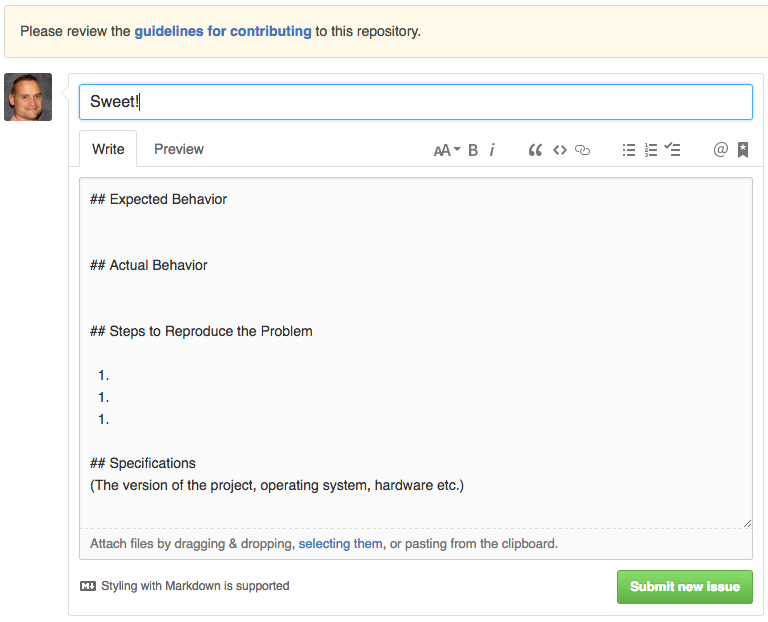 Please review the guidelines for contributing to this repository.
Sweet!
Write Preview AA B i @
## Expected Behavior
## Actual Behavior
## Steps to Reproduce the Problem
1.
1.
1.
## Specifications
(The version of the project, operating system, hardware etc.)
Attach files by dragging & dropping, selecting them, or pasting from the clipboard.
Styling with Markdown is supported
Submit new issue